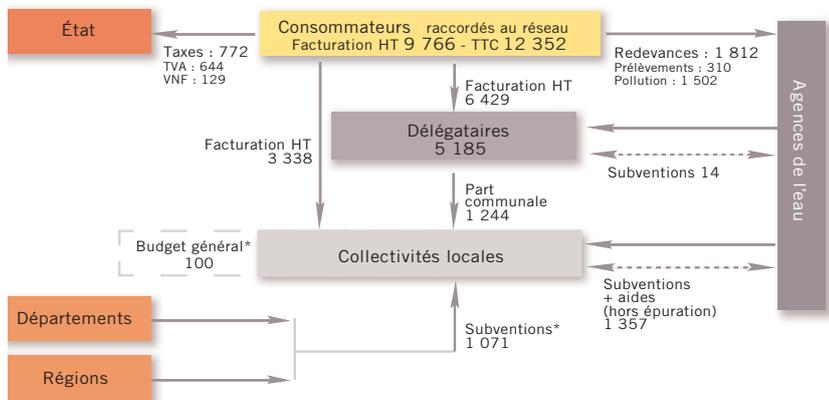 État
Consommateurs raccordés au réseau
Facturation HT 9 766 - TTC 12 352
Taxes : 772
TVA : 644
VNF : 129
Redevances : 1 812
Prélèvements : 310
Pollution : 1 502
Agences de l'eau
Facturation HT
6 429
Facturation HT
3 338
Délégataires
5 185
Subventions 14
Part
communale
1 244
Budget général*
100
Collectivités locales
Subventions
+ aides
(hors épuration)
1 357
Départements
Subventions*
1 071
Régions